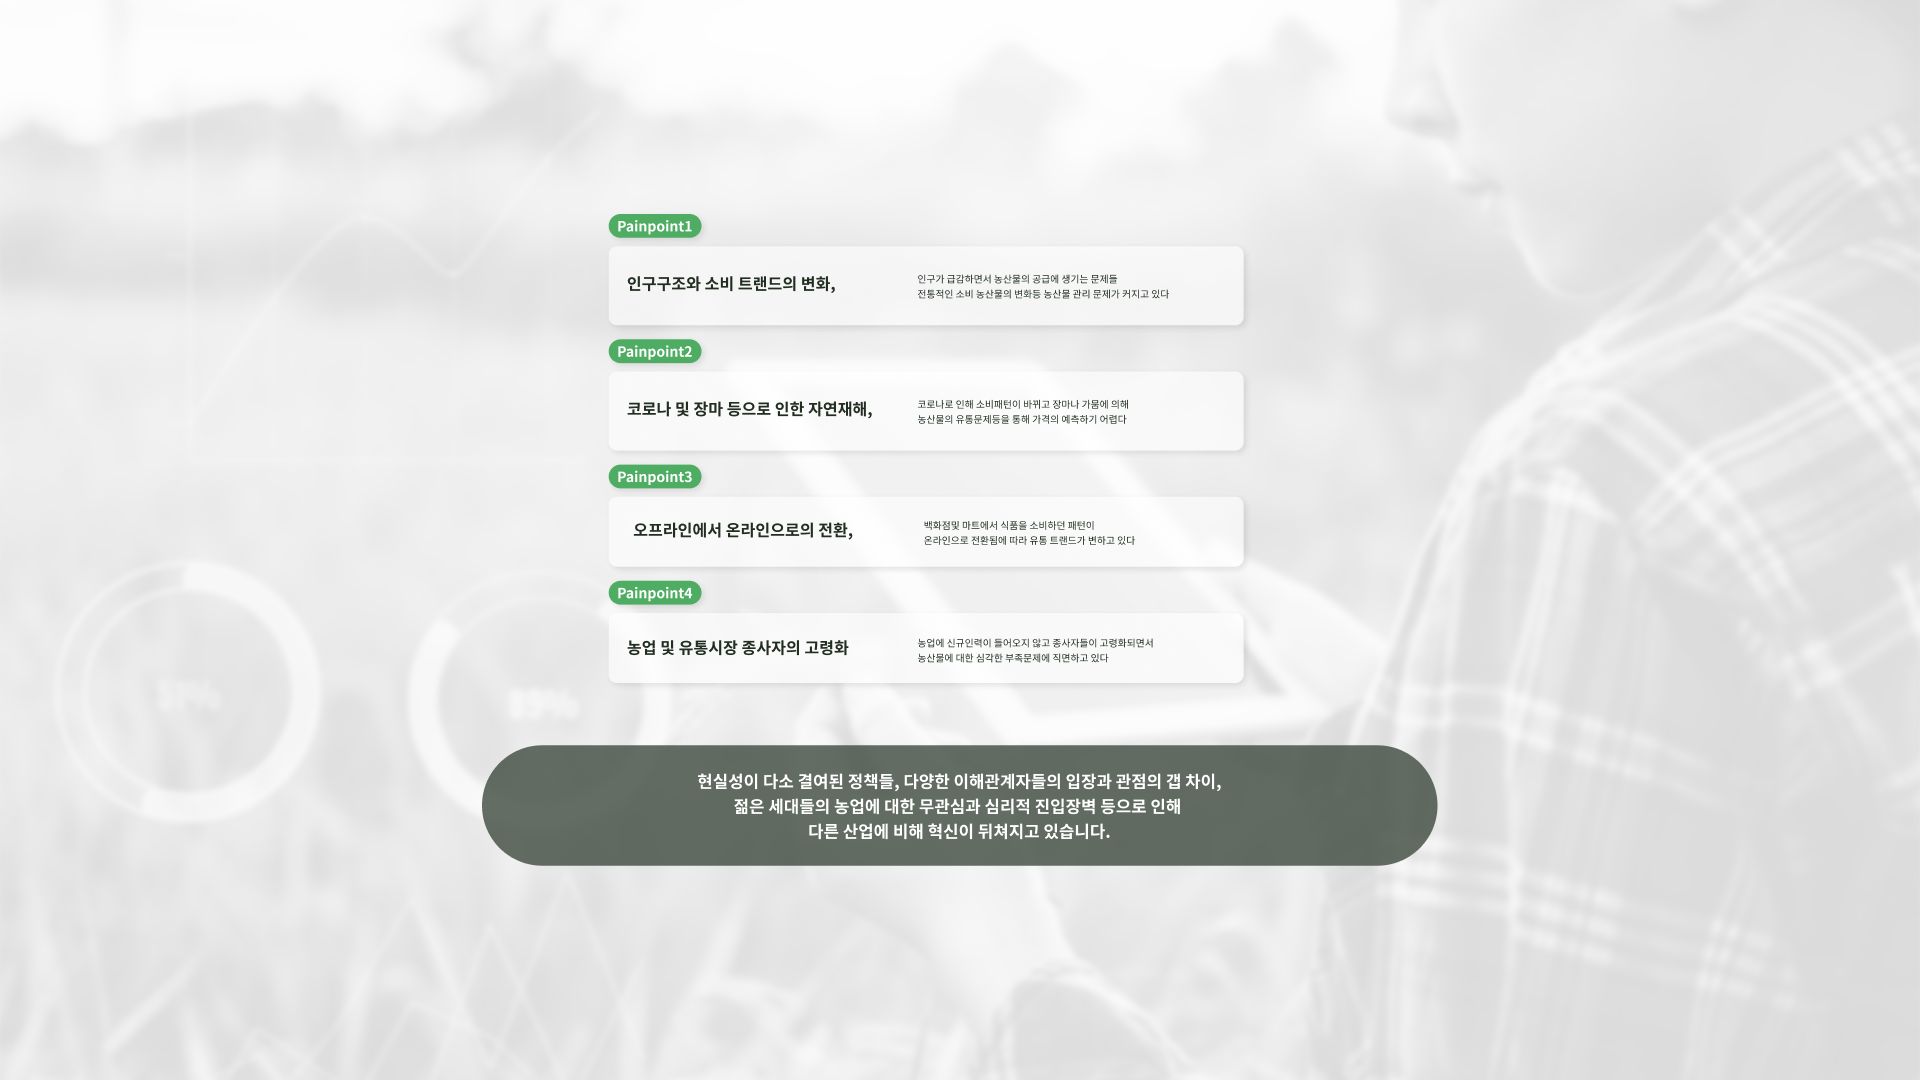 Painpoint1
인구구조와 소비 트랜드의 변화,
인구가 급감하면서 농산물의 공급에 생기는 문제들
전통적인 소비 농산물의 변화등 농산물 관리 문제가 커지고 있다
Painpoint2
코로나 및 장마 등으로 인한 자연재해,
코로나로 인해 소비패턴이 바뀌고 장마나 가뭄에 의해
농산물의 유통문제등을 통해 가격의 예측하기 어렵다
Painpoint3
오프라인에서 온라인으로의 전환,
백화점및 마트에서 식품을 소비하던 패턴이
온라인으로 전환됨에 따라 유통 트랜드가 변하고 있다
Painpoint4
농업 및 유통시장 종사자의 고령화
농업에 신규인력이 들어오지 않고 종사자들이 고령화되면서
농산물에 대한 심각한 부족문제에 직면하고 있다
현실성이 다소 결여된 정책들, 다양한 이해관계자들의 입장과 관점의 갭 차이,
젊은 세대들의 농업에 대한 무관심과 심리적 진입장벽 등으로 인해
다른 산업에 비해 혁신이 뒤쳐지고 있습니다.